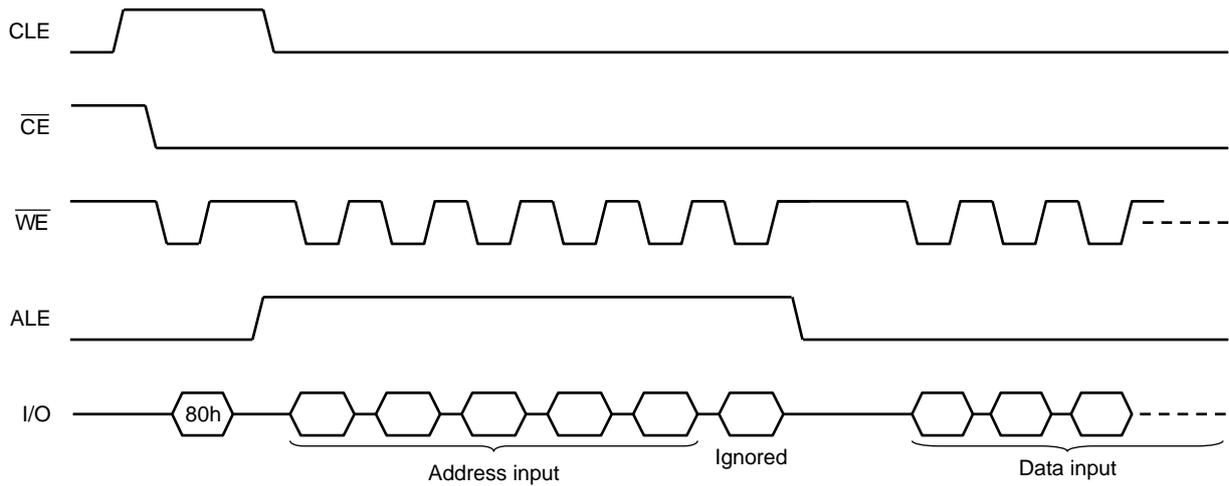 CLE
CE
WE
ALE
I/O
80h
Address input
Ignored
Data input